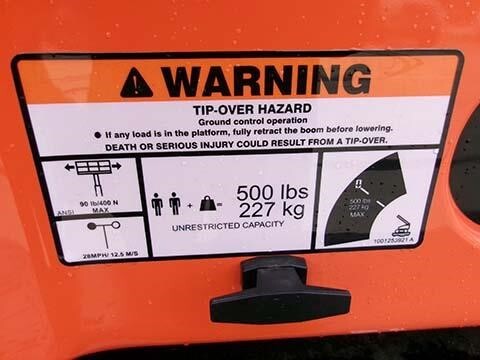 WARNING
TIP-OVER HAZARD
Ground control operation
● If any load is in the platform, fully retract the boom before lowering.
DEATH OR SERIOUS INJURY COULD RESULT FROM A TIP-OVER.
ANSI
90 lb/400 N
MAX
28MPH/ 12.5 M/S
+
=
500 lbs
227 kg
UNRESTRICTED CAPACITY
500 lbs
227 kg
MAX
1001253921 A